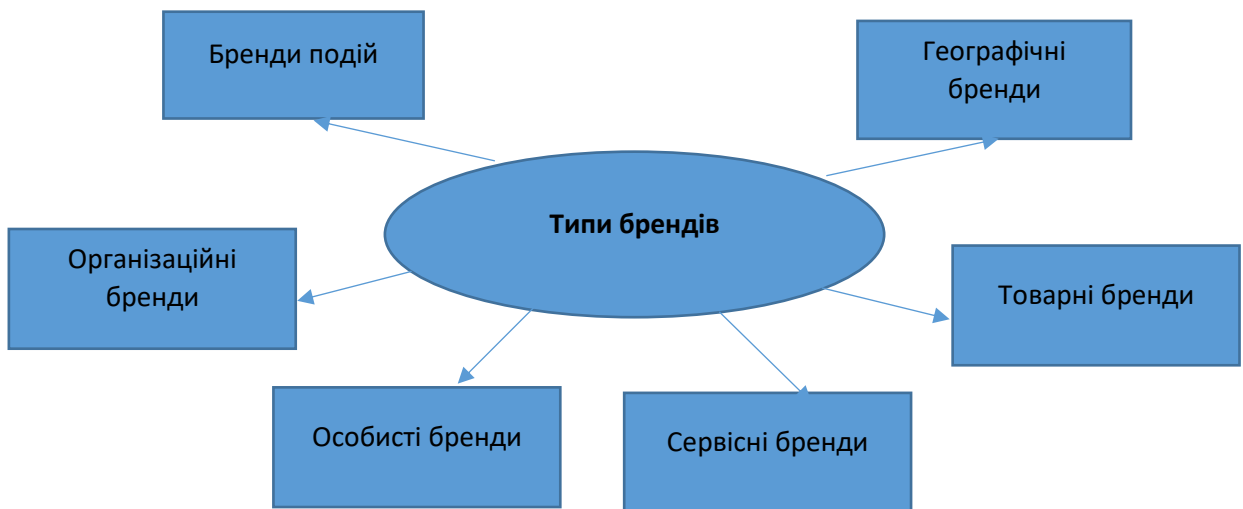 Бренди подій
Географічні
бренди
Типи брендів
Організаційні
бренди
Товарні бренди
Особисті бренди
Сервісні бренди